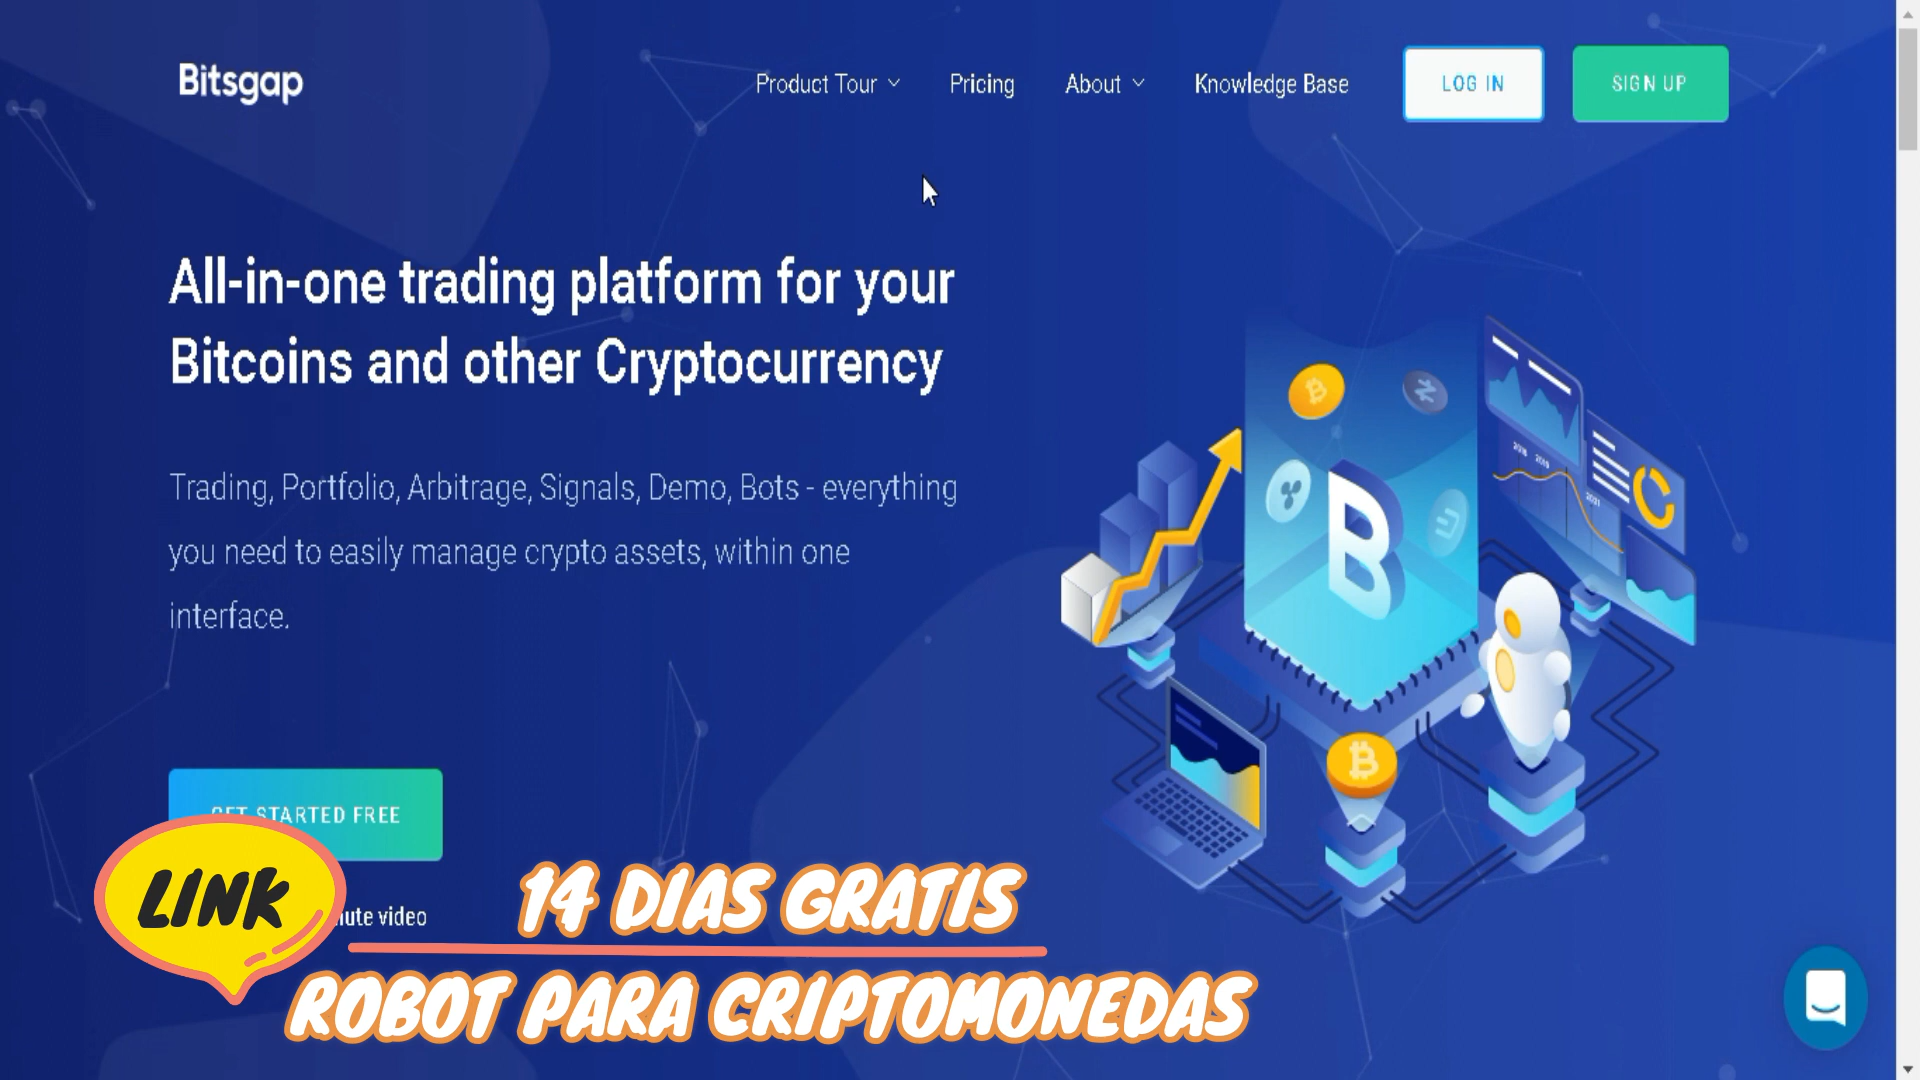 Bitsgap
Product Tour
Pricing
About
Knowledge Base
LOG IN
SIGN UP
All-in-one trading platform for your
Bitcoins and other Cryptocurrency
Trading, Portfolio, Arbitrage, Signals, Demo, Bots - everything
you need to easily manage crypto assets, within one
interface.
GET STARTED FREE
video
LINK
14 DIAS GRATIS
ROBOT PARA CRIPTOMONEDAS